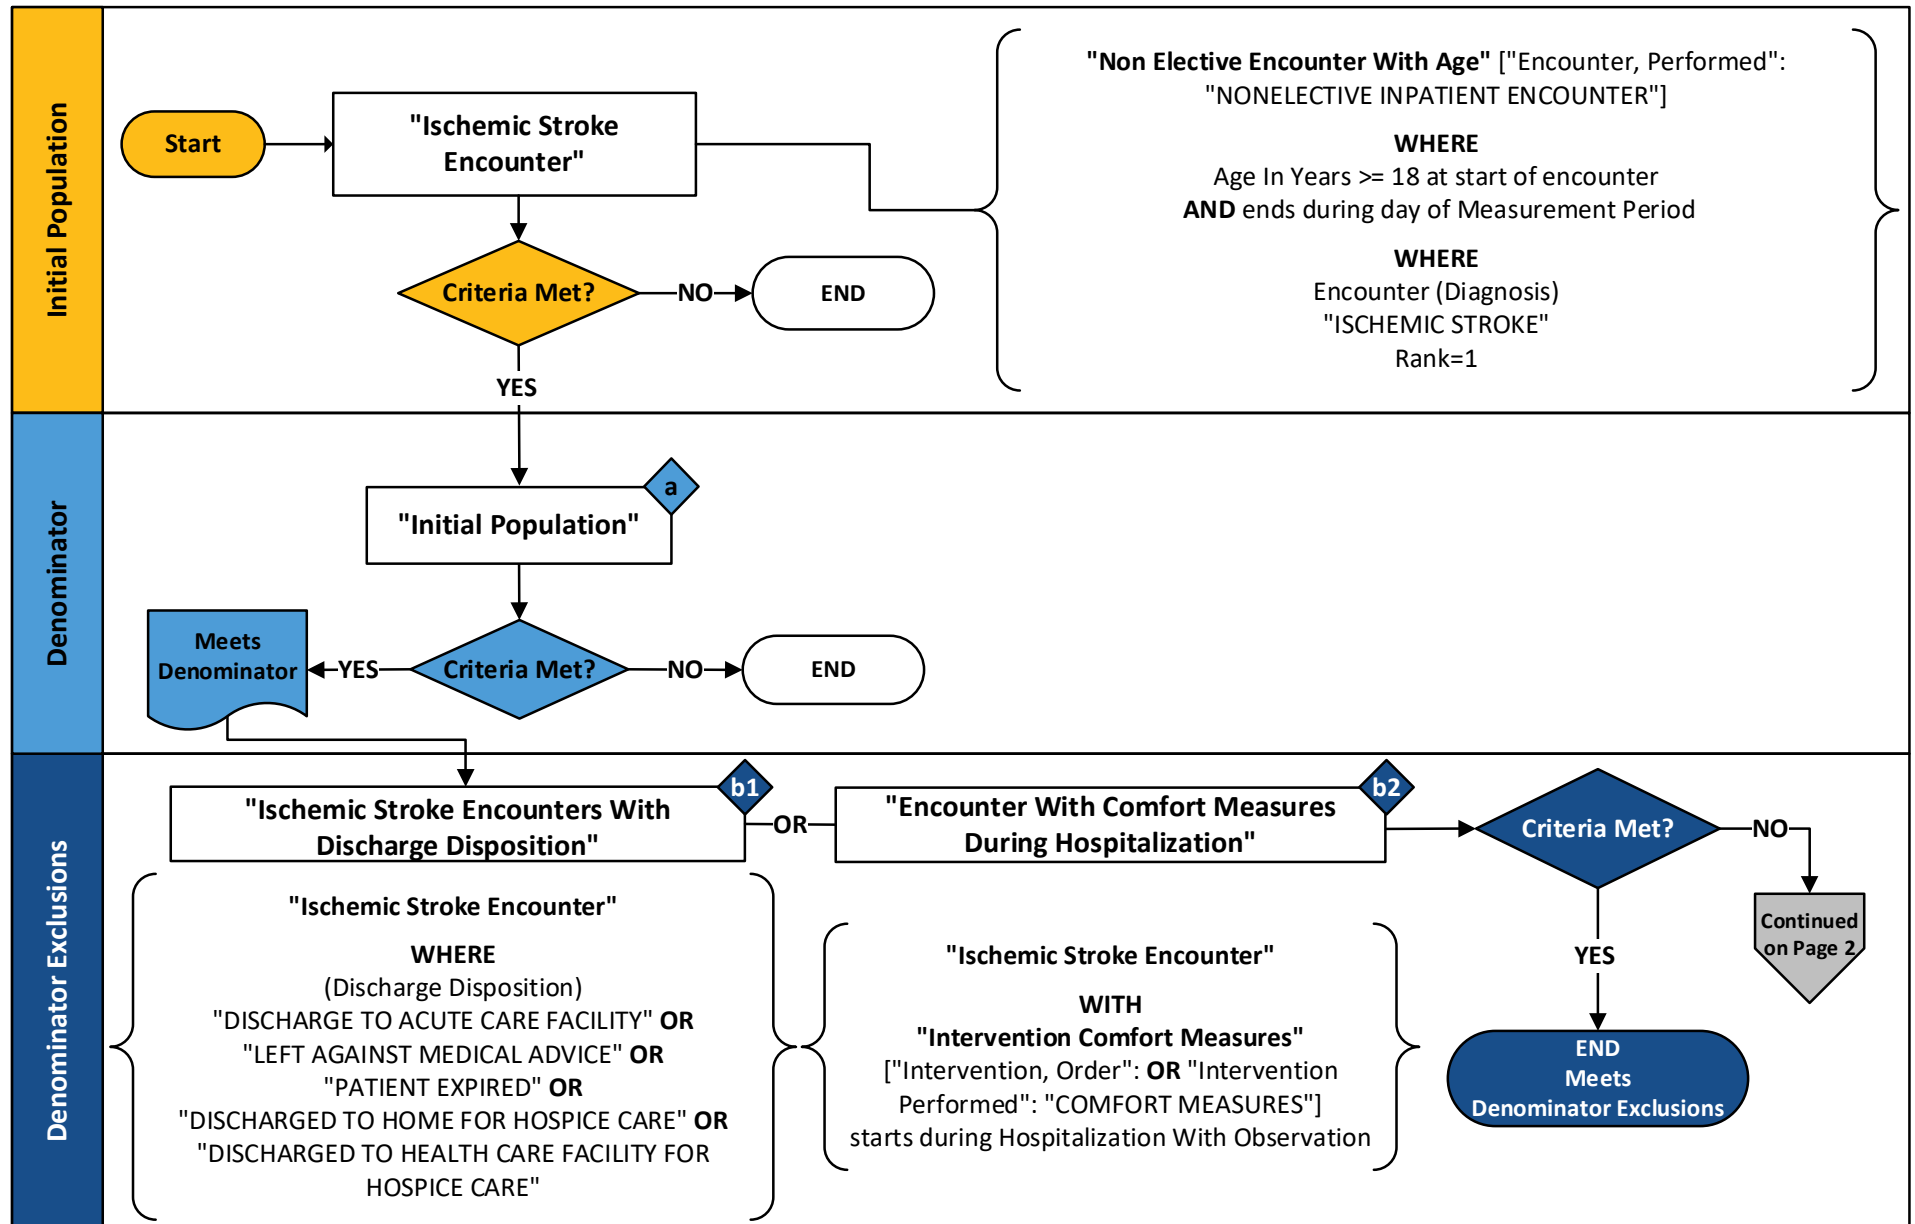 Initial Population
Start
"Ischemic Stroke
Encounter"
"Non Elective Encounter With Age" ["Encounter, Performed":
"NONELECTIVE INPATIENT ENCOUNTER"]
WHERE
Age In Years >= 18 at start of encounter
AND ends during day of Measurement Period
WHERE
Encounter (Diagnosis)
"ISCHEMIC STROKE"
Rank=1
Criteria Met?
NO
END
YES
Denominator
a
"Initial Population"
Meets
Denominator
YES
Criteria Met?
NO
END
Denominator Exclusions
b1
"Ischemic Stroke Encounters With
Discharge Disposition"
OR
b2
"Encounter With Comfort Measures
During Hospitalization"
Criteria Met?
NO
Continued
on Page 2
YES
END
Meets
Denominator Exclusions
"Ischemic Stroke Encounter"
WHERE
(Discharge Disposition)
"DISCHARGE TO ACUTE CARE FACILITY" OR
"LEFT AGAINST MEDICAL ADVICE" OR
"PATIENT EXPIRED" OR
"DISCHARGED TO HOME FOR HOSPICE CARE" OR
"DISCHARGED TO HEALTH CARE FACILITY FOR
HOSPICE CARE"
"Ischemic Stroke Encounter"
WITH
"Intervention Comfort Measures"
["Intervention, Order": OR "Intervention
Performed": "COMFORT MEASURES"]
starts during Hospitalization With Observation